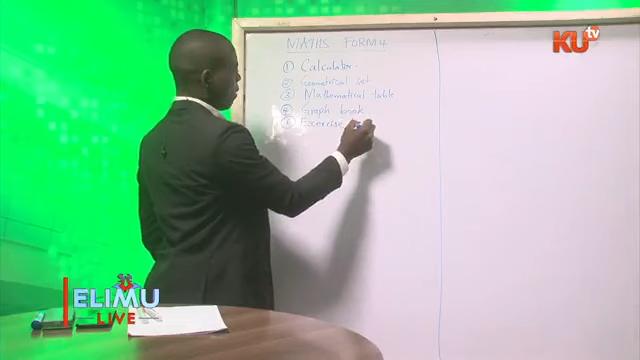 MATHS FORM 4
① Calculator.
② Geometrical set
③ Mathematical table
④ Graph book
⑤ Excercise
KU tv
ELIMU
LIVE